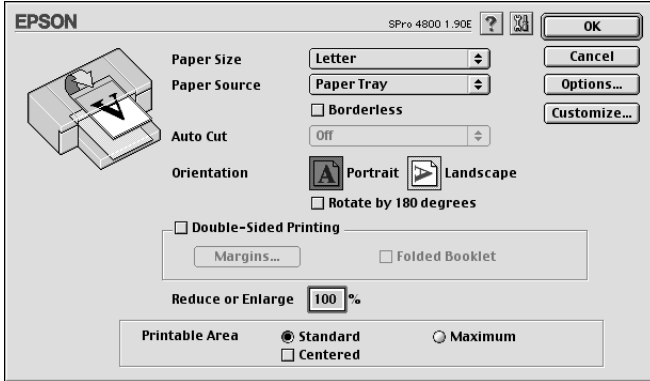 EPSON
SPro 4800 1.90E ?
OK
Paper Size Letter
Cancel
Paper Source Paper Tray
Options...
Borderless
Customize...
Auto Cut Off
Orientation A Portrait A Landscape
Rotate by 180 degrees
Double-Sided Printing
Margins... Folded Booklet
Reduce or Enlarge 100 %
Printable Area Standard Maximum
Centered
A